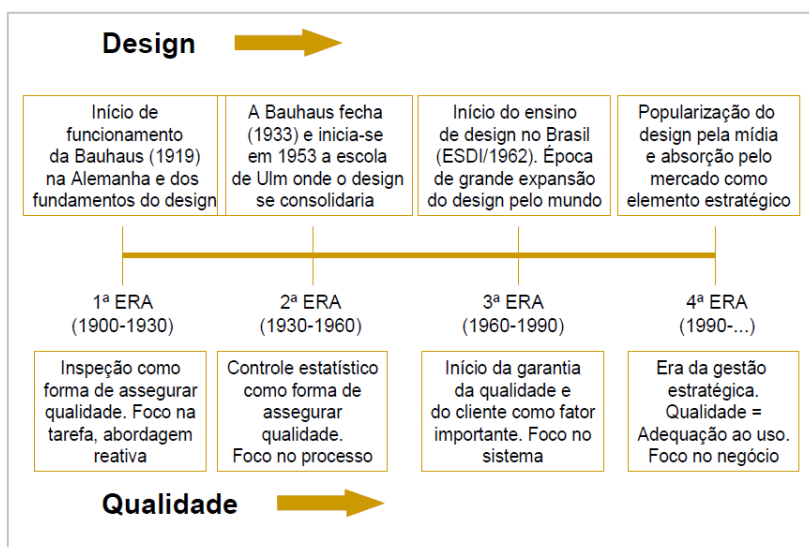 Design
Início de
funcionamento
da Bauhaus (1919)
na Alemanha e dos
fundamentos do design
A Bauhaus fecha
(1933) e inicia-se
em 1953 a escola
de Ulm onde o design
se consolidaria
Início do ensino
de design no Brasil
(ESDI/1962). Época
de grande expansão
do design pelo mundo
Popularização do
design pela mídia
e absorção pelo
mercado como
elemento estratégico
1ª ERA
(1900-1930)
2ª ERA
(1930-1960)
3ª ERA
(1960-1990)
4ª ERA
(1990-...)
Inspeção como
forma de assegurar
qualidade. Foco na
tarefa, abordagem
reativa
Controle estatístico
como forma de
assegurar
qualidade.
Foco no processo
Início da garantia
da qualidade e
do cliente como fator
importante. Foco no
sistema
Era da gestão
estratégica.
Qualidade =
Adequação ao uso.
Foco no negócio
Qualidade